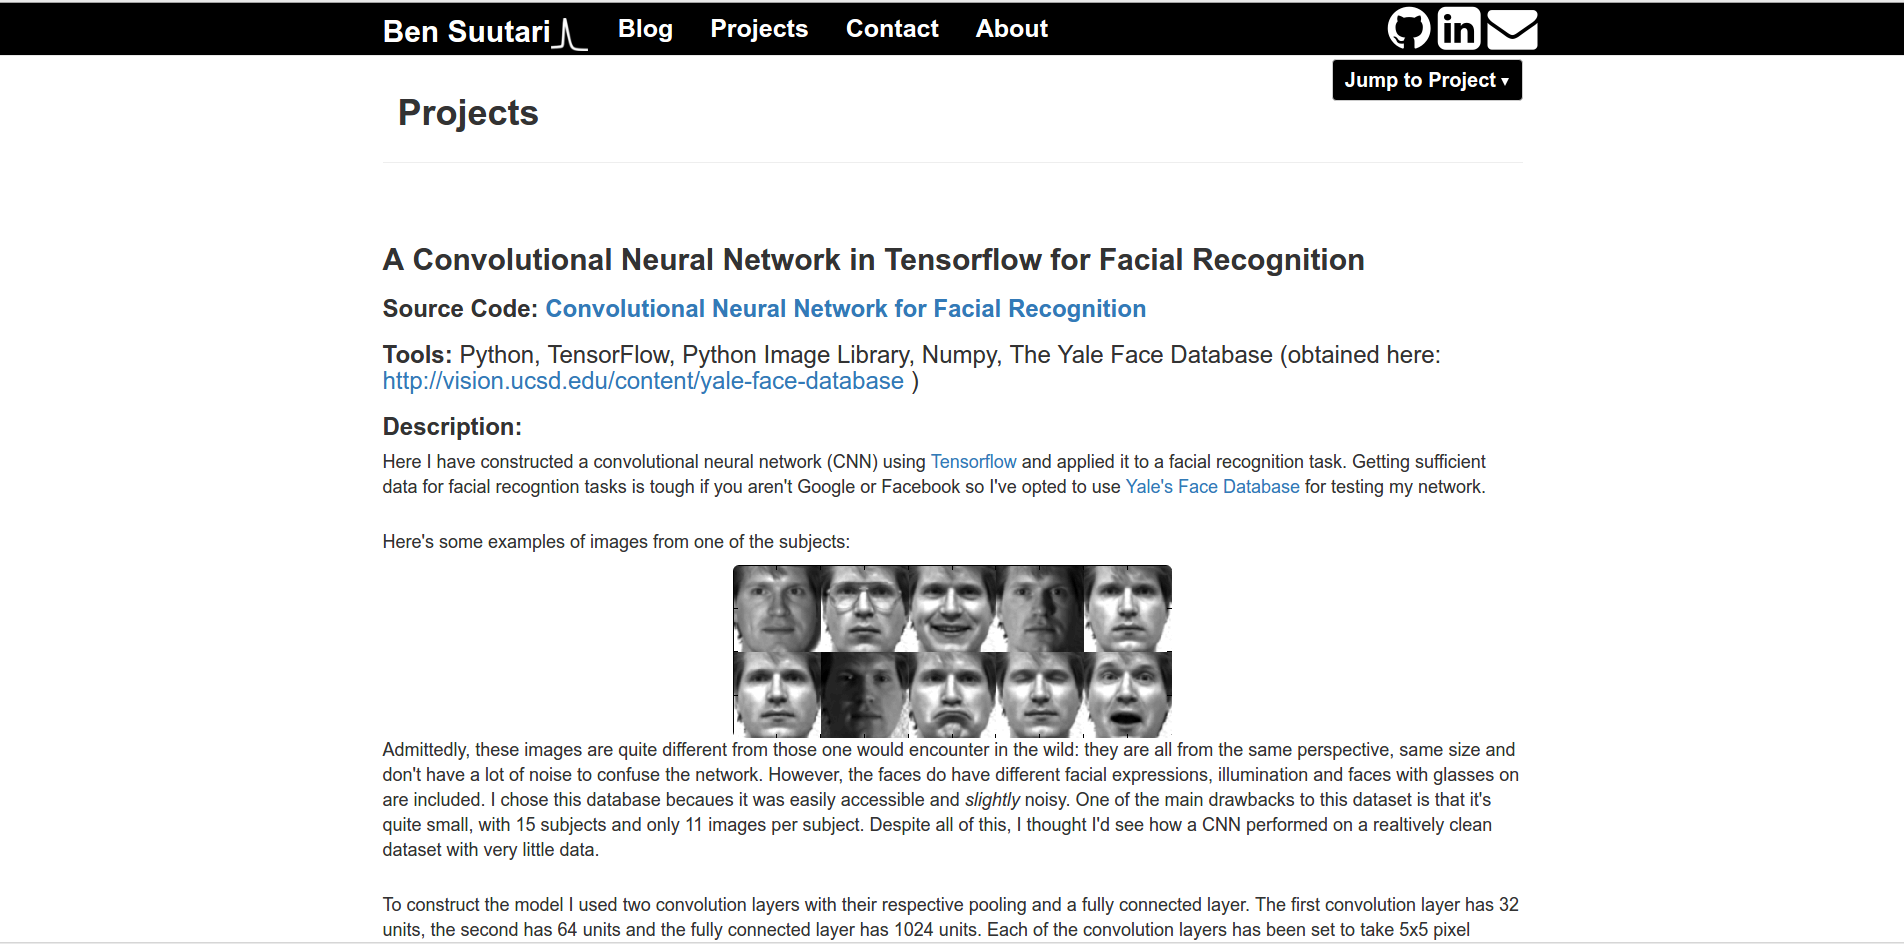 Ben Suutari Blog Projects Contact About
Jump to Project ▾
Projects
A Convolutional Neural Network in Tensorflow for Facial Recognition
Source Code: Convolutional Neural Network for Facial Recognition
Tools: Python, TensorFlow, Python Image Library, Numpy, The Yale Face Database (obtained here:
http://vision.ucsd.edu/content/yale-face-database )
Description:
Here I have constructed a convolutional neural network (CNN) using Tensorflow and applied it to a facial recognition task. Getting sufficient
data for facial recogntion tasks is tough if you aren't Google or Facebook so I've opted to use Yale's Face Database for testing my network.
Here's some examples of images from one of the subjects:
Admittedly, these images are quite different from those one would encounter in the wild: they are all from the same perspective, same size and
don't have a lot of noise to confuse the network. However, the faces do have different facial expressions, illumination and faces with glasses on
are included. I chose this database becaues it was easily accessible and slightly noisy. One of the main drawbacks to this dataset is that it's
quite small, with 15 subjects and only 11 images per subject. Despite all of this, I thought I'd see how a CNN performed on a realtively clean
dataset with very little data.
To construct the model I used two convolution layers with their respective pooling and a fully connected layer. The first convolution layer has 32
units, the second has 64 units and the fully connected layer has 1024 units. Each of the convolution layers has been set to take 5x5 pixel